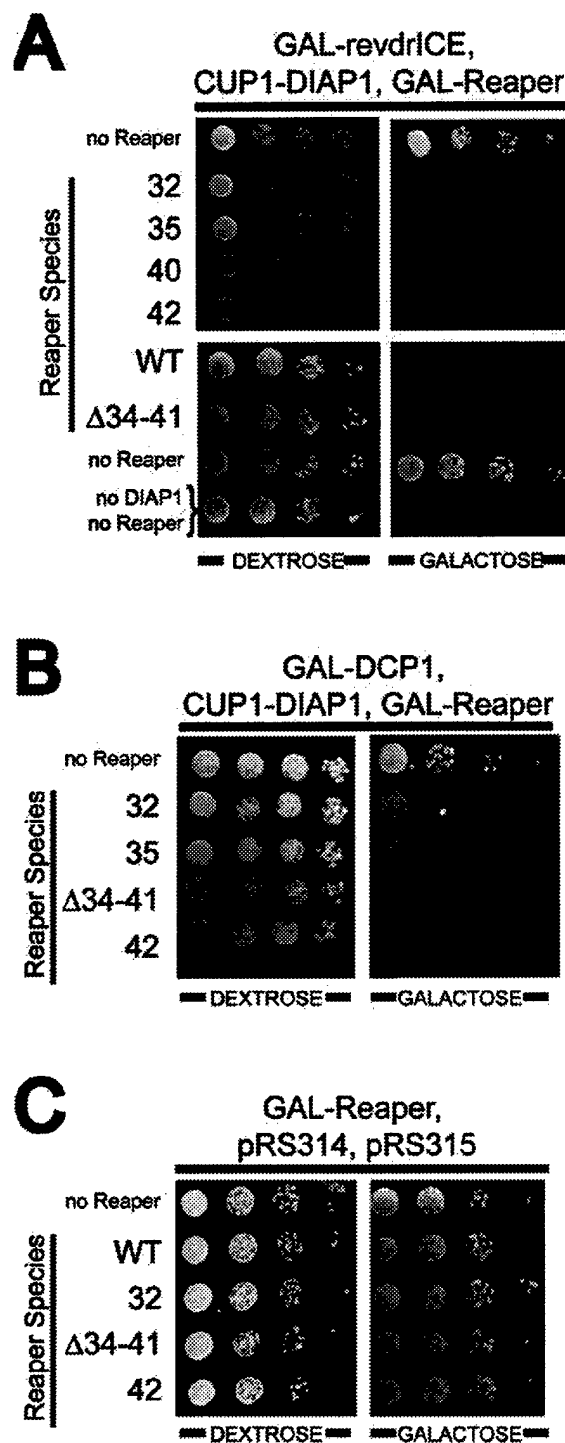 A
GAL-revdrICE,
CUP1-DIAP1, GAL-Reaper
no Reaper
32
35
40
42
WT
Δ34-41
no Reaper
no DIAP1
no Reaper
Reaper Species
DEXTROSE
GALACTOSE
B
GAL-DCP1,
CUP1-DIAP1, GAL-Reaper
no Reaper
32
35
Δ34-41
42
Reaper Species
DEXTROSE
GALACTOSE
C
GAL-Reaper,
pRS314, pRS315
no Reaper
WT
32
Δ34-41
42
Reaper Species
DEXTROSE
GALACTOSE